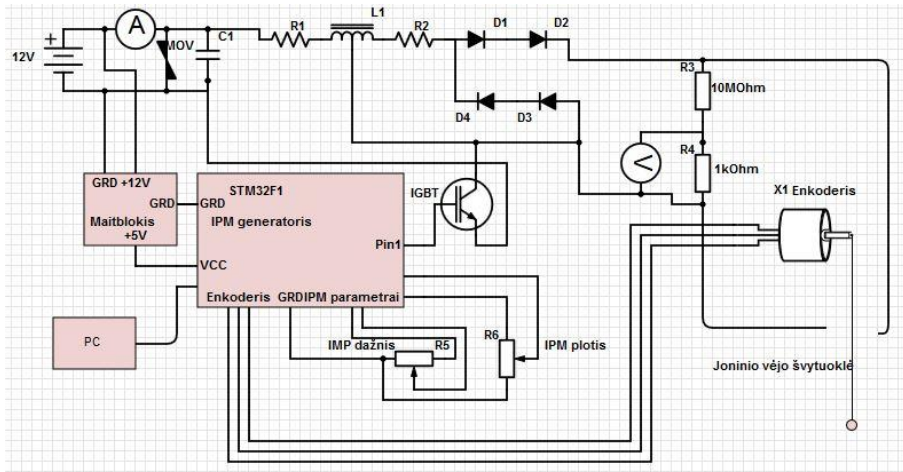 L1
D1
D2
R1
R2
A
MOV
C1
12V
R3
10MOhm
D4
D3
R4
V
1kOhm
GRD +12V
STM32F1
IGBT
X1 Enkoderis
GRD
GRD
Maitblokis
IPM generatoris
+5V
Pin1
VCC
Enkoderis
GRDIPM parametrai
PC
IMP dažnis
R5
R6
IPM plotis
Joninio vėjo švytuoklė